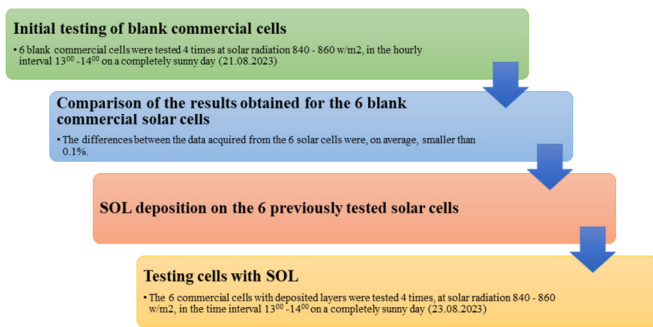 Initial testing of blank commercial cells
• 6 blank commercial cells were tested 4 times at solar radiation 840 - 860 w/m2, in the hourly
interval 13⁰⁰ -14⁰⁰ on a completely sunny day (21.08.2023)
Comparison of the results obtained for the 6 blank
commercial solar cells
• The differences between the data acquired from the 6 solar cells were, on average, smaller than
0.1%.
SOL deposition on the 6 previously tested solar cells
Testing cells with SOL
• The 6 commercial cells with deposited layers were tested 4 times, at solar radiation 840 - 860
w/m2, in the time interval 13⁰⁰ -14⁰⁰ on a completely sunny day (23.08.2023)